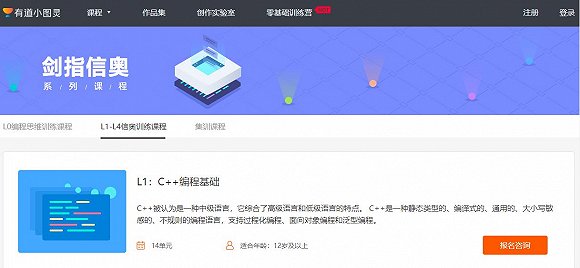 有道小图灵 课程 作品集 创作实验室 零基础训练营 HOT 注册 登录
剑指信奥
系 / 列 / 课 / 程
L0编程思维训练课程 L1-L4信奥训练课程 集训课程
L1：C++编程基础
C++被认为是一种中级语言，它综合了高级语言和低级语言的特点。 C++是一种静态类型的、编译式的、通用的、大小写敏
感的、不规则的编程语言，支持过程化编程、面向对象编程和泛型编程。
14单元 适合年龄：12岁及以上 报名咨询